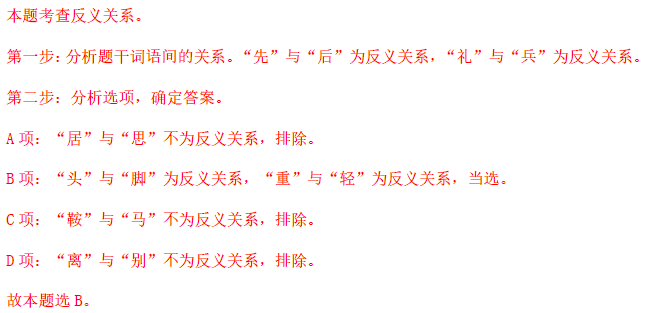 本题考查反义关系。
第一步：分析题干词语间的关系。“先”与“后”为反义关系，“礼”与“兵”为反义关系。
第二步：分析选项，确定答案。
A 项：“居”与“思”不为反义关系，排除。
B 项：“头”与“脚”为反义关系，“重”与“轻”为反义关系，当选。
C 项：“鞍”与“马”不为反义关系，排除。
D 项：“离”与“别”不为反义关系，排除。
故本题选 B。